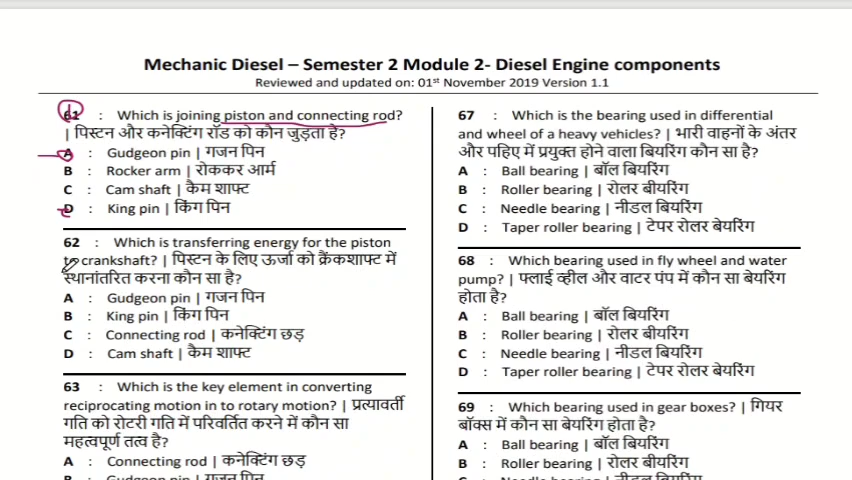 Mechanic Diesel – Semester 2 Module 2- Diesel Engine components
Reviewed and updated on: 01st November 2019 Version 1.1
61 : Which is joining piston and connecting rod?
| पिस्टन और कनेक्टिंग रॉड को कौन जुड़ता है?
A : Gudgeon pin | गजन पिन
B : Rocker arm | रोककर आर्म
C : Cam shaft | कैम शाफ्ट
D : King pin | किंग पिन
62 : Which is transferring energy for the piston
to crankshaft? | पिस्टन के लिए ऊर्जा को क्रैंकशाफ्ट में
स्थानांतरित करना कौन सा है?
A : Gudgeon pin | गजन पिन
B : King pin | किंग पिन
C : Connecting rod | कनेक्टिंग छड़
D : Cam shaft | कैम शाफ्ट
63 : Which is the key element in converting
reciprocating motion in to rotary motion? | प्रत्यावर्ती
गति को रोटरी गति में परिवर्तित करने में कौन सा
महत्वपूर्ण तत्व है?
A : Connecting rod | कनेक्टिंग छड़
B : Gudgeon pin | गजन पिन
67 : Which is the bearing used in differential
and wheel of a heavy vehicles? | भारी वाहनों के अंतर
और पहिए में प्रयुक्त होने वाला बियरिंग कौन सा है?
A : Ball bearing | बॉल बियरिंग
B : Roller bearing | रोलर बीयरिंग
C : Needle bearing | नीडल बियरिंग
D : Taper roller bearing | टेपर रोलर बेयरिंग
68 : Which bearing used in fly wheel and water
pump? | फ्लाई व्हील और वाटर पंप में कौन सा बेयरिंग
होता है?
A : Ball bearing | बॉल बियरिंग
B : Roller bearing | रोलर बीयरिंग
C : Needle bearing | नीडल बियरिंग
D : Taper roller bearing | टेपर रोलर बेयरिंग
69 : Which bearing used in gear boxes? | गियर
बॉक्स में कौन सा बेयरिंग होता है?
A : Ball bearing | बॉल बियरिंग
B : Roller bearing | रोलर बीयरिंग
C : Needle bearing | नीडल बियरिंग